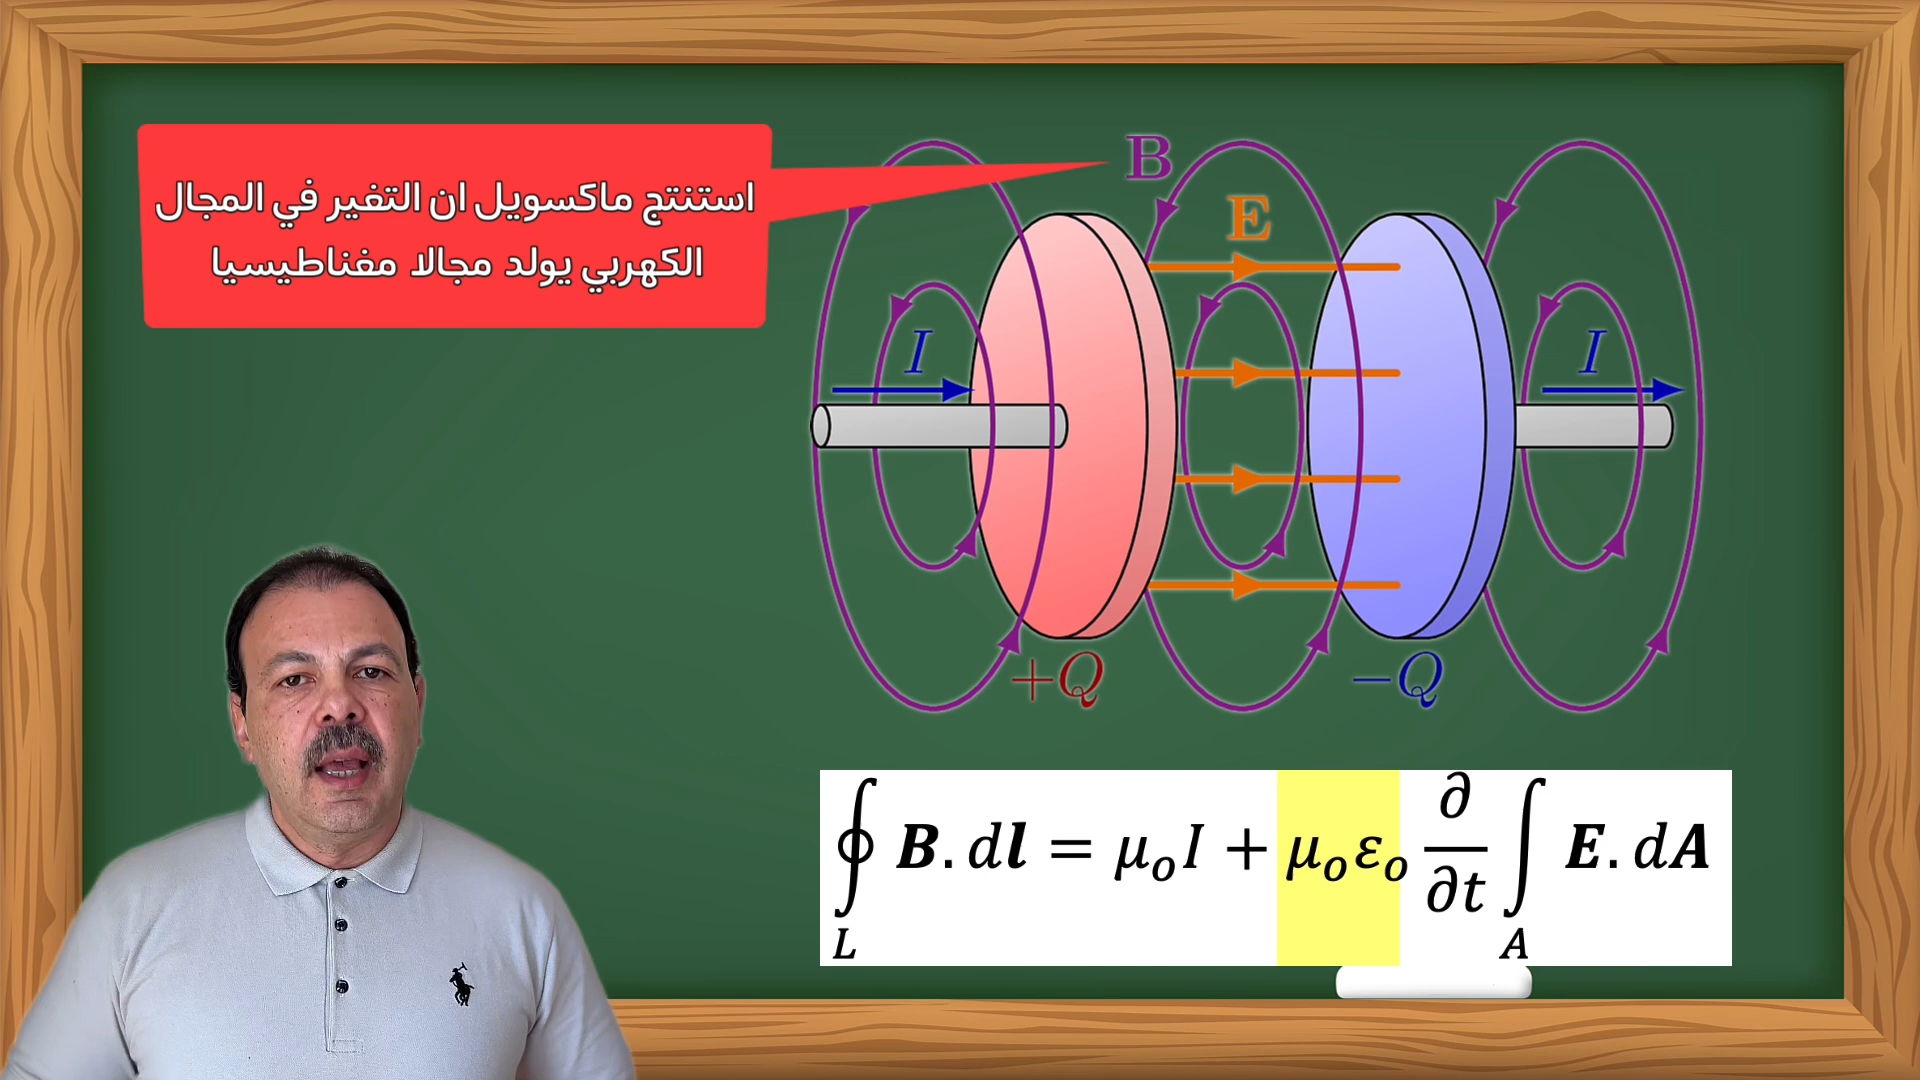 استنتج ماكسويل ان التغير في المجال
الكهربي يولد مجالا مغناطيسيا
B
E
I
I
+Q
−Q
∮_L B.dl = μ₀I + μ₀ε₀ ∂/∂t ∫_A E.dA